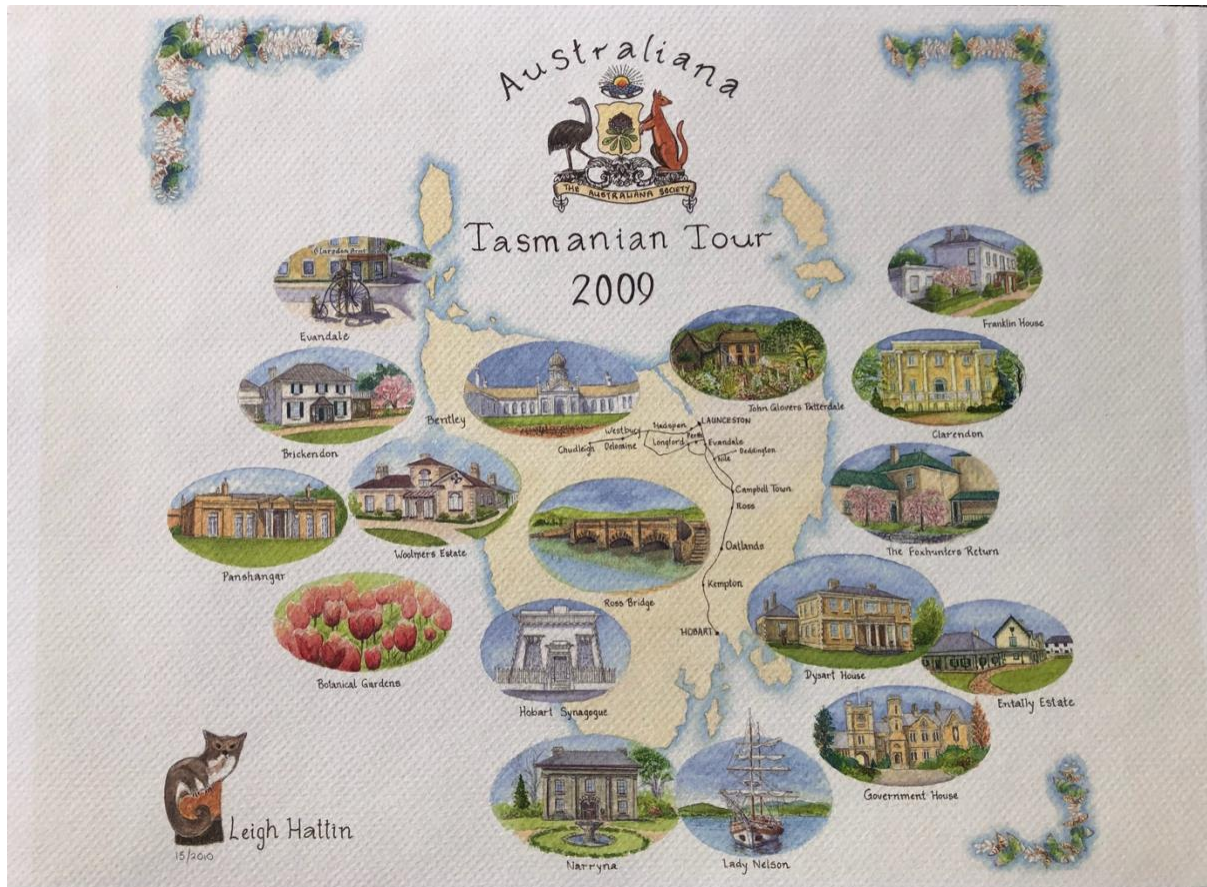 Australiana
THE AUSTRALIANA SOCIETY
Tasmanian Tour
2009
Clarendon
Evandale
Franklin House
Brickendon
Bentley
John Glovers Patterdale
Clarendon
LAUNCESTON
Hadspen
Perth
Westbury
Longford
Evandale
Chudleigh
Deloraine
Deddington
Nile
Campbell Town
Ross
Oatlands
Kempton
HOBART
Panshangar
Woolmers Estate
Ross Bridge
The Foxhunters Return
Botanical Gardens
Hobart Synagogue
Dysart House
Entally Estate
Government House
Narryna
Lady Nelson
Leigh Hattin
15/2010